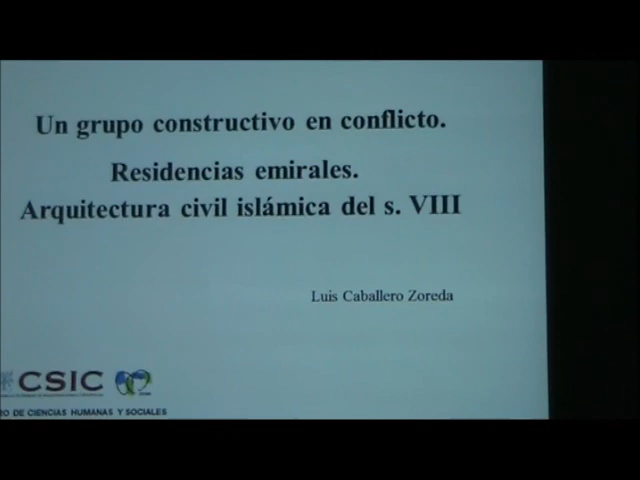 Un grupo constructivo en conflicto.
Residencias emirales.
Arquitectura civil islámica del s. VIII
Luis Caballero Zoreda
CSIC
RO DE CIENCIAS HUMANAS Y SOCIALES